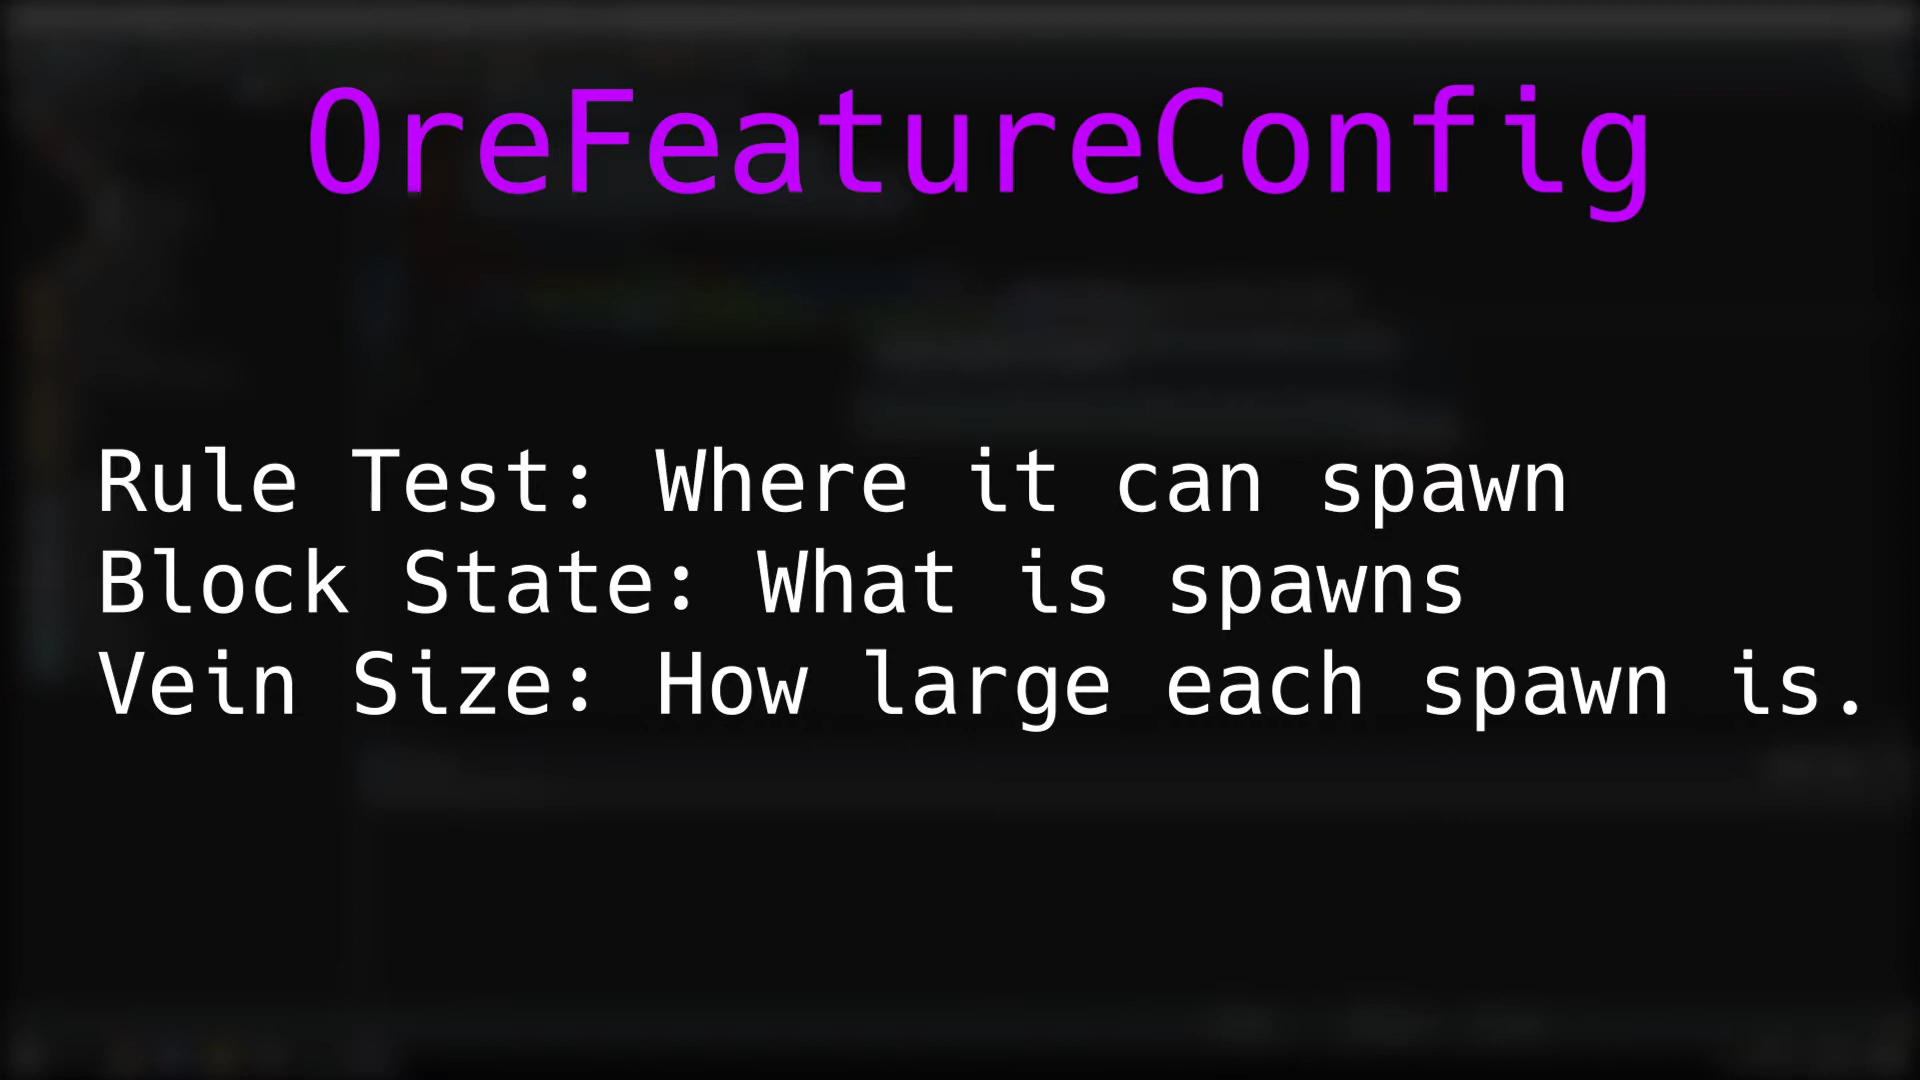 OreFeatureConfig
Rule Test: Where it can spawn
Block State: What is spawns
Vein Size: How large each spawn is.